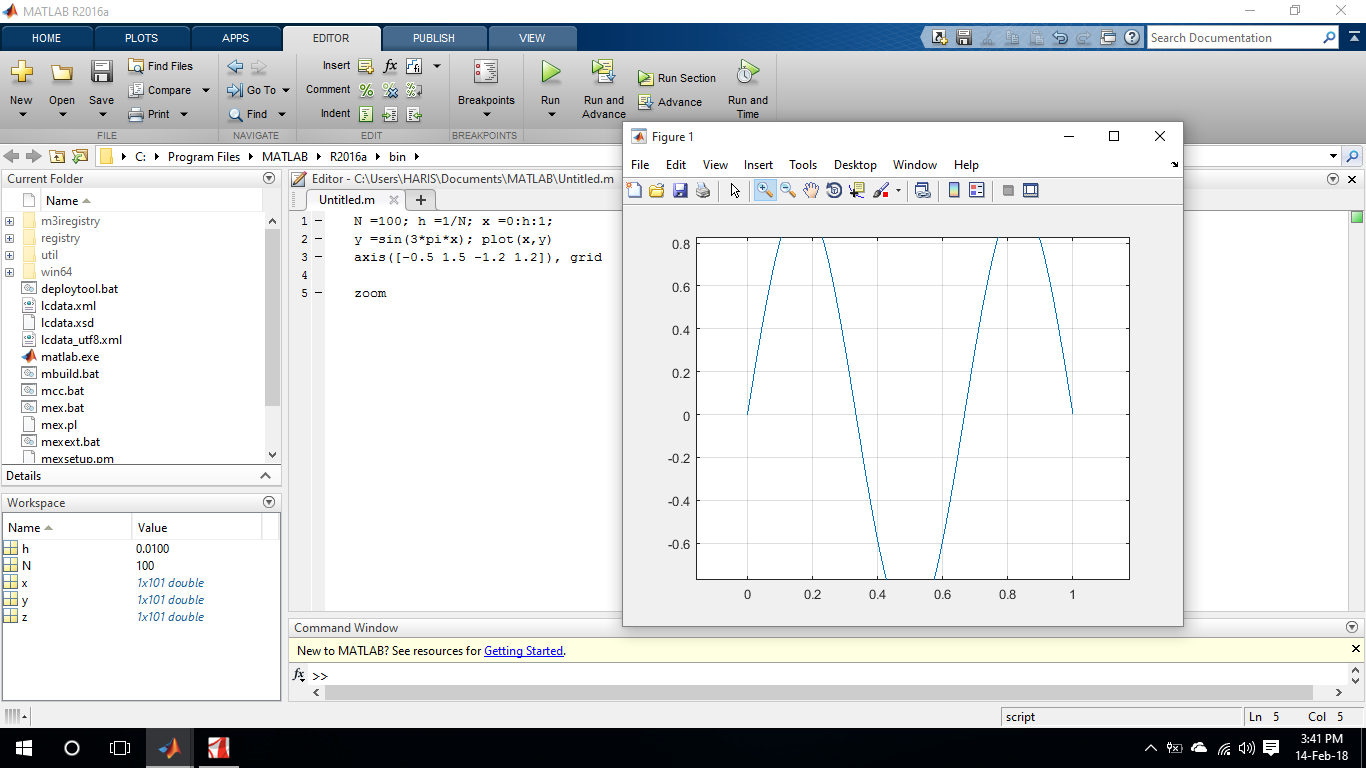 MATLAB R2016a
HOME PLOTS APPS EDITOR PUBLISH VIEW Search Documentation
New Open Save Find Files Compare Print Go To Find Insert fx Comment Indent Breakpoints Run Run and Advance Run Section Advance Run and Time
FILE NAVIGATE EDIT BREAKPOINTS
C: Program Files MATLAB R2016a bin
Current Folder
Name
m3iregistry
registry
util
win64
deploytool.bat
lcdata.xml
lcdata.xsd
lcdata_utf8.xml
matlab.exe
mbuild.bat
mcc.bat
mex.bat
mex.pl
mexext.bat
mexsetup.pm
Details
Workspace
Name Value
h 0.0100
N 100
x 1x101 double
y 1x101 double
z 1x101 double
Editor - C:\Users\HARIS\Documents\MATLAB\Untitled.m
Untitled.m
1 N =100; h =1/N; x =0:h:1;
2 y =sin(3*pi*x); plot(x,y)
3 axis([-0.5 1.5 -1.2 1.2]), grid
4
5 zoom
Figure 1
File Edit View Insert Tools Desktop Window Help
0.8
0.6
0.4
0.2
0
-0.2
-0.4
-0.6
0 0.2 0.4 0.6 0.8 1
Command Window
New to MATLAB? See resources for Getting Started.
fx >>
script Ln 5 Col 5
3:41 PM
14-Feb-18